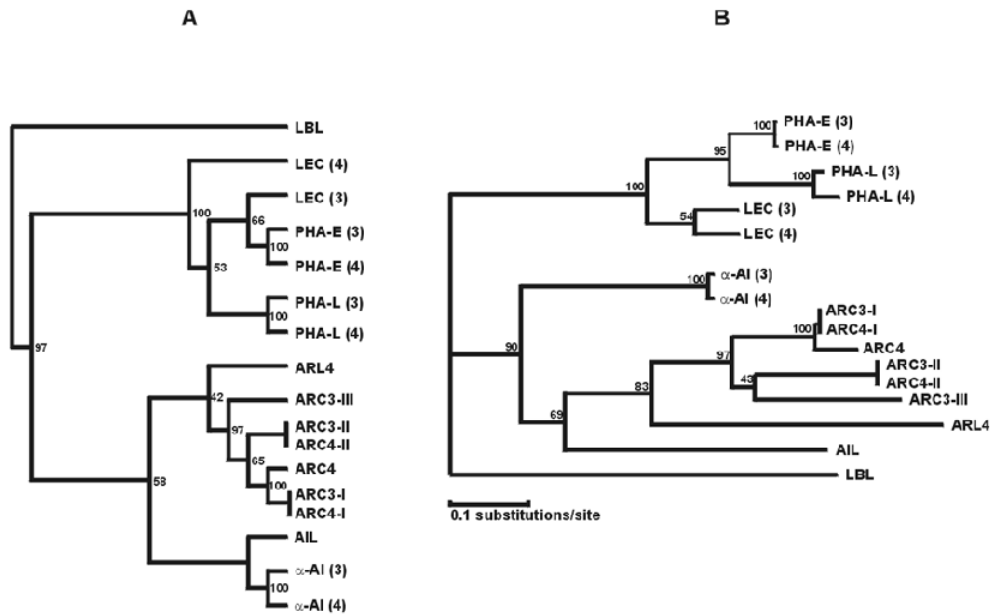 A
B
LBL
LEC (4)
100
LEC (3)
66
PHA-E (3)
100
PHA-E (4)
53
PHA-L (3)
100
PHA-L (4)
97
ARL4
42
ARC3-III
97
ARC3-II
ARC4-II
65
ARC4
100
ARC3-I
ARC4-I
58
AIL
α-AI (3)
100
α-AI (4)
100
PHA-E (3)
PHA-E (4)
95
100
PHA-L (3)
PHA-L (4)
100
54
LEC (3)
LEC (4)
100
α-AI (3)
α-AI (4)
90
ARC3-I
100
ARC4-I
ARC4
97
ARC3-II
43
ARC4-II
ARC3-III
83
69
ARL4
AIL
LBL
0.1 substitutions/site